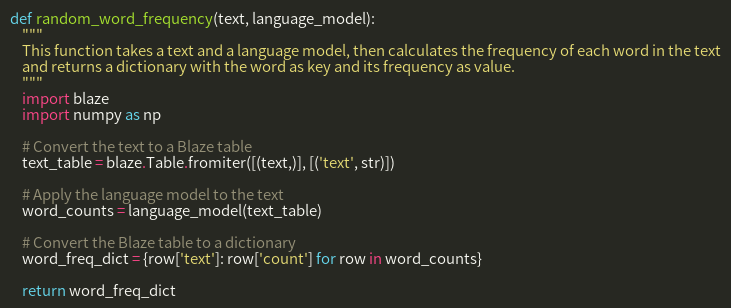 def random_word_frequency(text, language_model):
    """
    This function takes a text and a language model, then calculates the frequency of each word in the text
    and returns a dictionary with the word as key and its frequency as value.
    """
    import blaze
    import numpy as np

    # Convert the text to a Blaze table
    text_table = blaze.Table.fromiter([(text,)], [('text', str)])

    # Apply the language model to the text
    word_counts = language_model(text_table)

    # Convert the Blaze table to a dictionary
    word_freq_dict = {row['text']: row['count'] for row in word_counts}

    return word_freq_dict